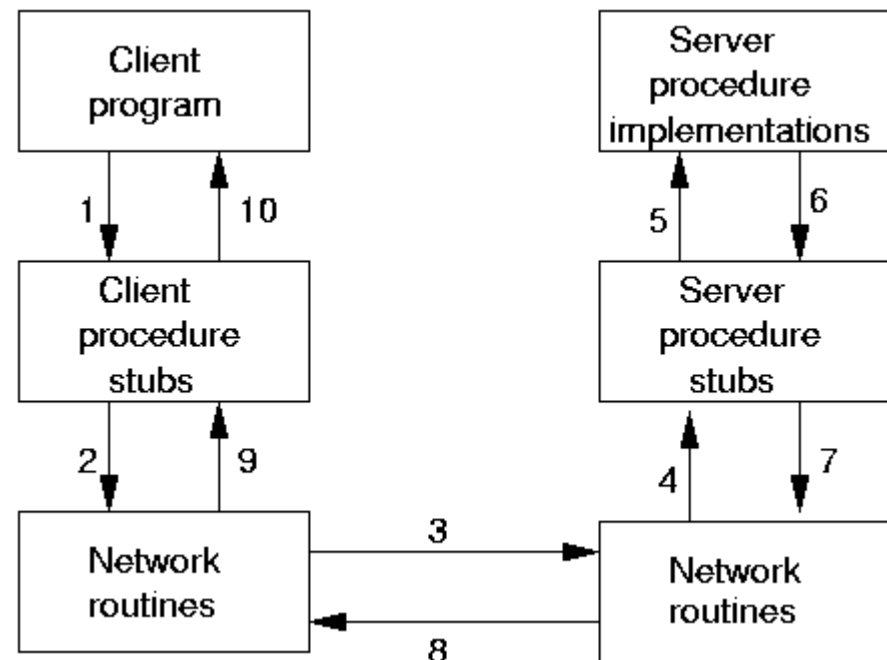 Client
program
Server
procedure
implementations
1
10
5
6
Client
procedure
stubs
Server
procedure
stubs
2
9
4
7
3
Network
routines
Network
routines
8